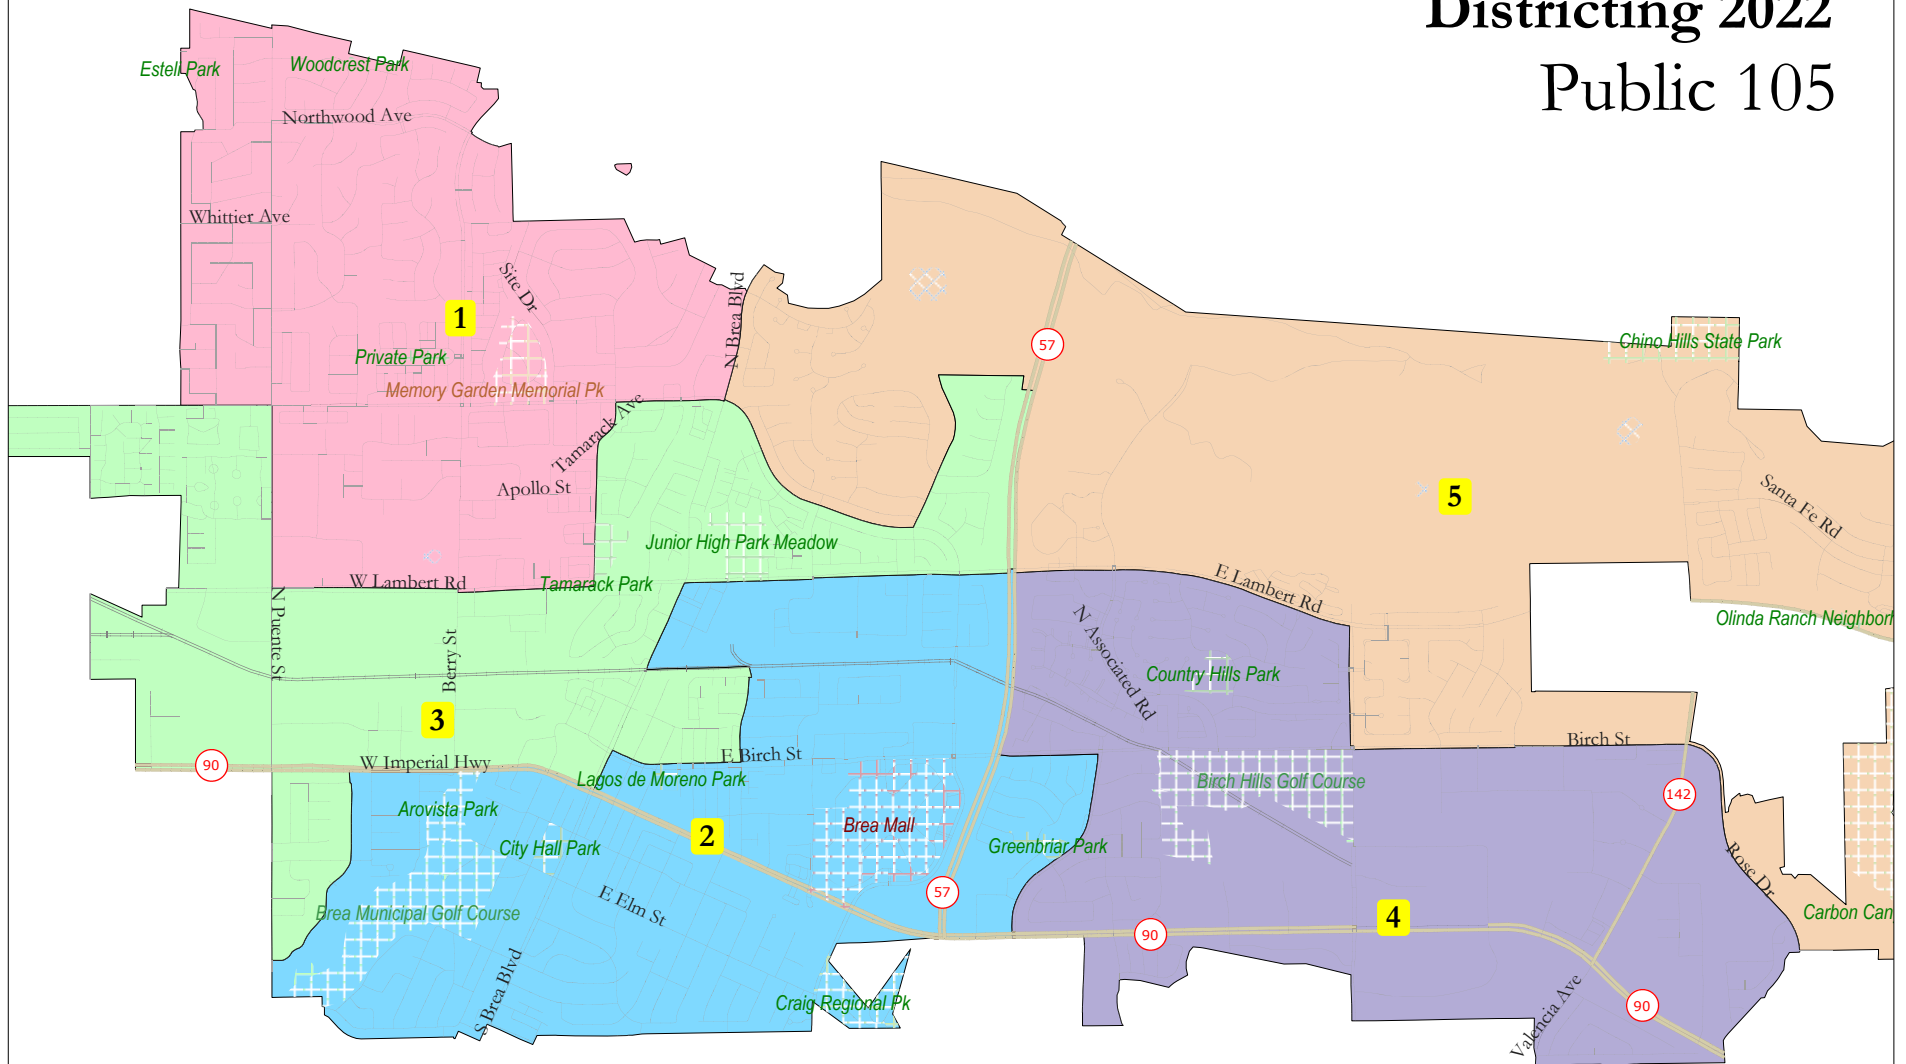 Districting 2022
Public 105
Estell Park
Woodcrest Park
Northwood Ave
Whittier Ave
Site Dr
N Brea Blvd
1
57
Private Park
Chino Hills State Park
Memory Garden Memorial Pk
Tamarack Ave
Apollo St
5
Santa Fe Rd
Junior High Park Meadow
W Lambert Rd
Tamarack Park
E Lambert Rd
N Puente St
Berry St
N Associated Rd
Olinda Ranch Neighborh
Country Hills Park
3
E Birch St
Birch St
90
W Imperial Hwy
Lagos de Moreno Park
Birch Hills Golf Course
142
Arovista Park
2
Brea Mall
City Hall Park
Greenbriar Park
Rose Dr
E Elm St
57
Brea Municipal Golf Course
4
Carbon Can
90
S Brea Blvd
Craig Regional Pk
Valencia Ave
90